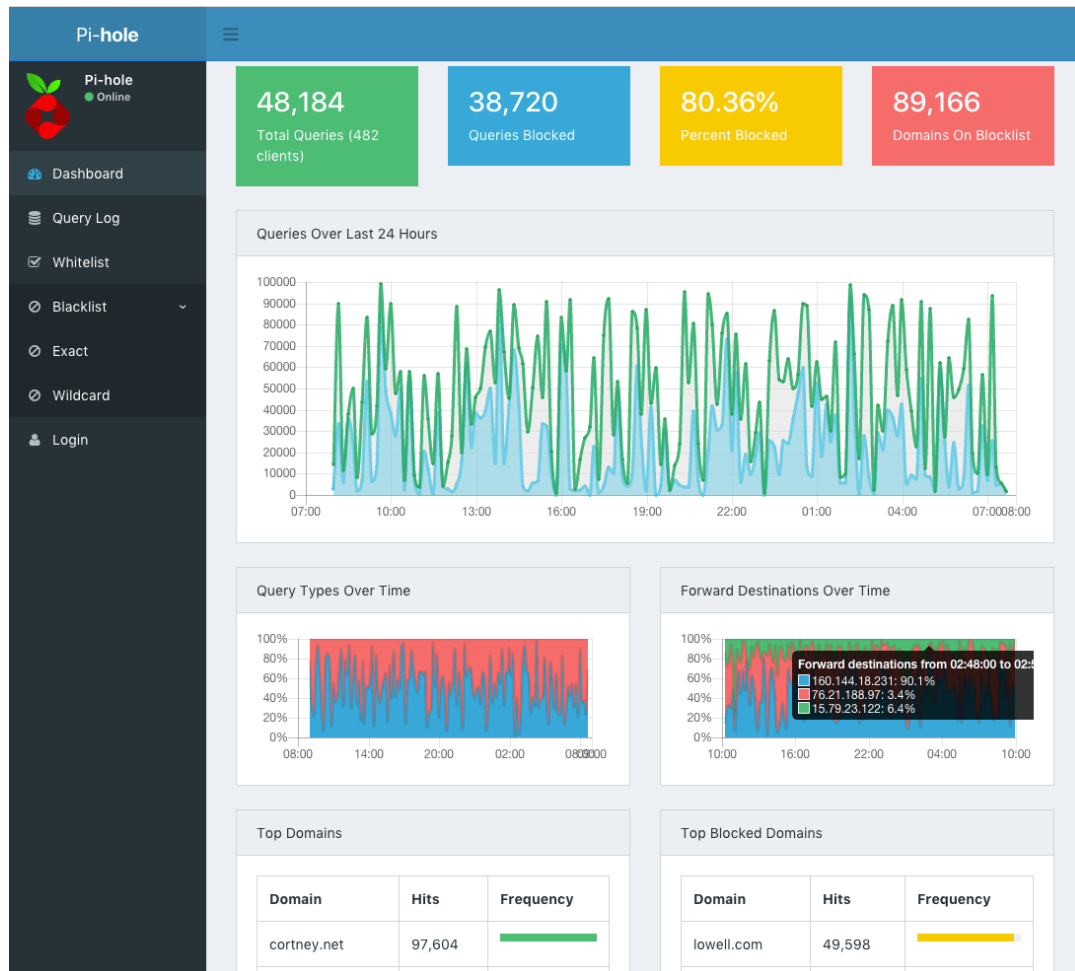 Pi-hole
Pi-hole
Online
Dashboard
Query Log
Whitelist
Blacklist
Exact
Wildcard
Login
48,184
Total Queries (482
clients)
38,720
Queries Blocked
80.36%
Percent Blocked
89,166
Domains On Blocklist
Queries Over Last 24 Hours
100000
90000
80000
70000
60000
50000
40000
30000
20000
10000
0
07:00 10:00 13:00 16:00 19:00 22:00 01:00 04:00 07:00 08:00
Query Types Over Time
100%
80%
60%
40%
20%
0%
08:00 14:00 20:00 02:00
Forward Destinations Over Time
100%
80%
60%
40%
20%
0%
Forward destinations from 02:48:00 to
160.144.18.231: 90.1%
76.21.188.97: 3.4%
15.79.23.122: 6.4%
10:00 16:00 22:00 04:00 10:00
Top Domains
Domain Hits Frequency
cortney.net 97,604
Top Blocked Domains
Domain Hits Frequency
lowell.com 49,598